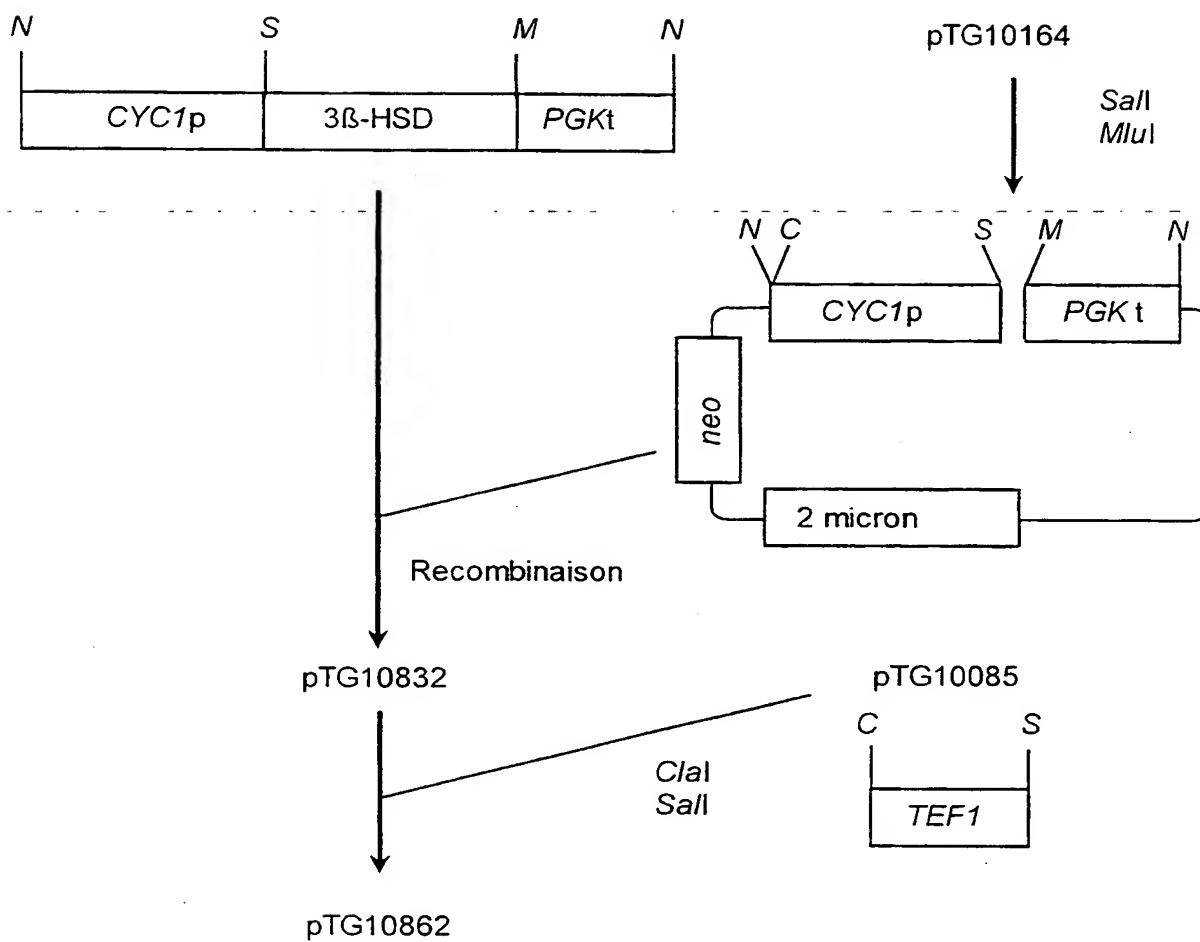 N S M N
CYC1p 3ß-HSD PGKt
pTG10164
SalI
MluI
N C S M N
CYC1p PGK t
neo
2 micron
Recombinaison
pTG10832
pTG10085
C S
ClaI
SalI
TEF1
pTG10862